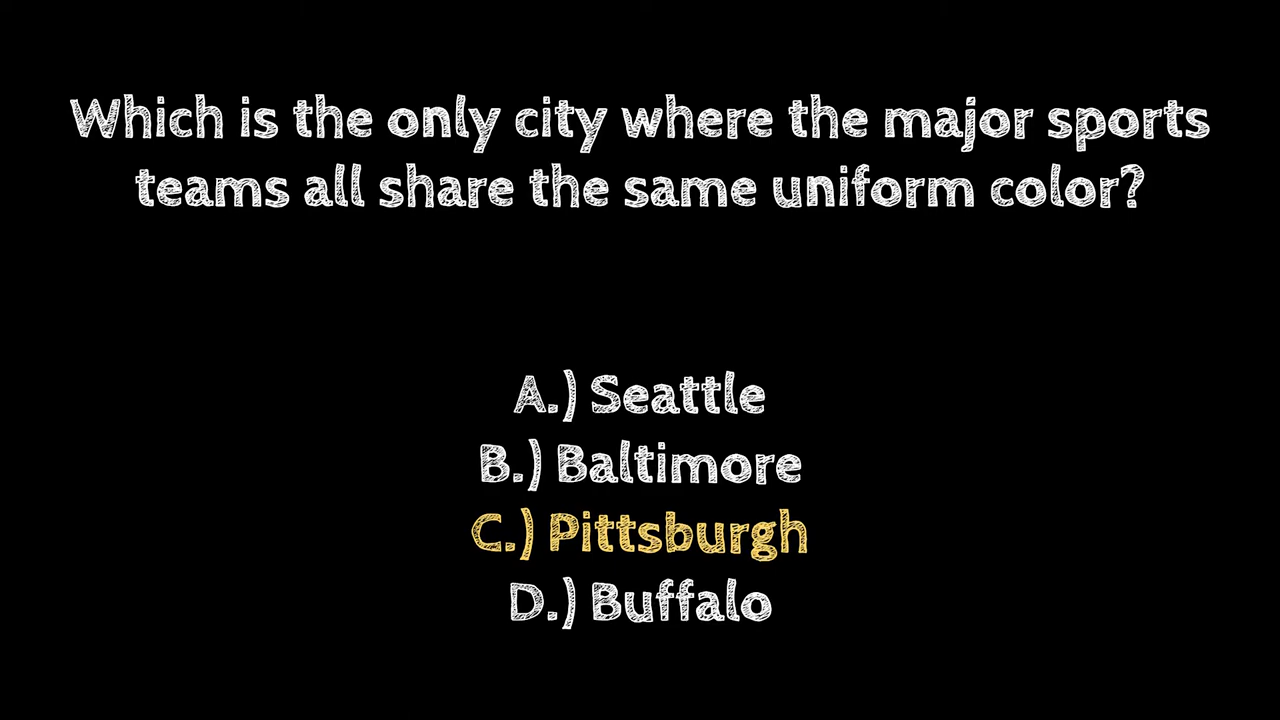 Which is the only city where the major sports
teams all share the same uniform color?
A.) Seattle
B.) Baltimore
C.) Pittsburgh
D.) Buffalo